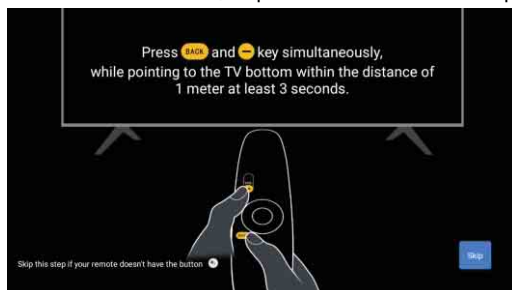 Press BACK and – key simultaneously,
while pointing to the TV bottom within the distance of
1 meter at least 3 seconds.
Skip this step if your remote doesn't have the button
Skip